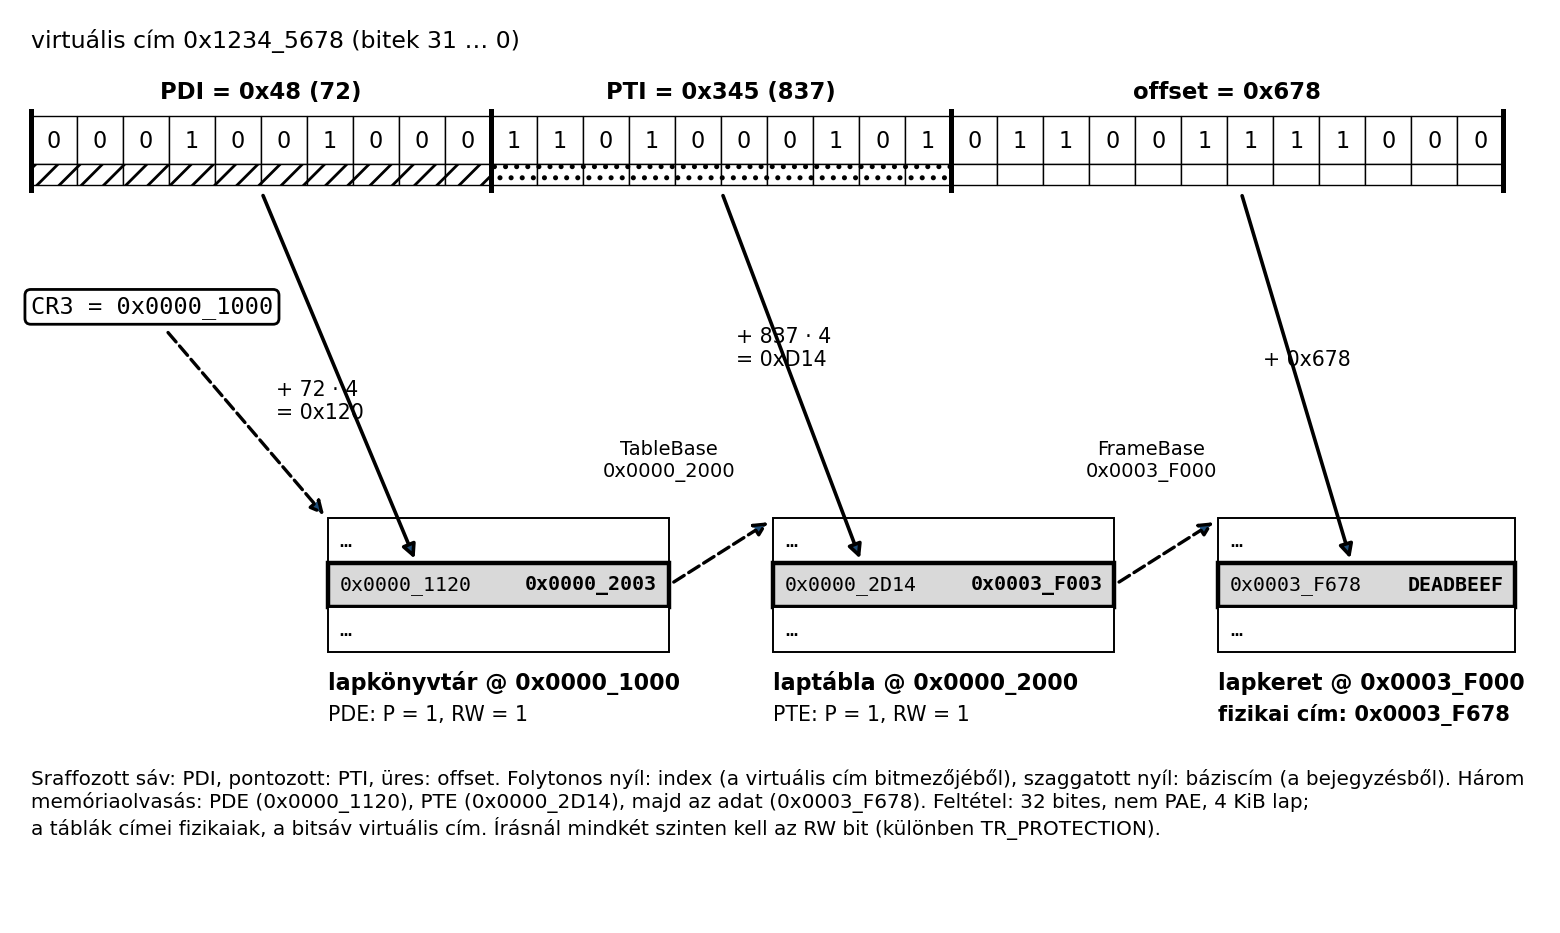 virtuális cím 0x1234_5678 (bitek 31 … 0)
PDI = 0x48 (72) PTI = 0x345 (837) offset = 0x678
0 0 0 1 0 0 1 0 0 0 1 1 0 1 0 0 0 1 0 1 0 1 1 0 0 1 1 1 1 0 0 0
CR3 = 0x0000_1000
+ 72 · 4
= 0x120
+ 837 · 4
= 0xD14
+ 0x678
TableBase
0x0000_2000
FrameBase
0x0003_F000
…
0x0000_1120 0x0000_2003
…
…
0x0000_2D14 0x0003_F003
…
…
0x0003_F678 DEADBEEF
…
lapkönyvtár @ 0x0000_1000
PDE: P = 1, RW = 1
laptábla @ 0x0000_2000
PTE: P = 1, RW = 1
lapkeret @ 0x0003_F000
fizikai cím: 0x0003_F678
Sraffozott sáv: PDI, pontozott: PTI, üres: offset. Folytonos nyíl: index (a virtuális cím bitmezőjéből), szaggatott nyíl: báziscím (a bejegyzésből). Három
memóriaolvasás: PDE (0x0000_1120), PTE (0x0000_2D14), majd az adat (0x0003_F678). Feltétel: 32 bites, nem PAE, 4 KiB lap;
a táblák címei fizikaiak, a bitsáv virtuális cím. Írásnál mindkét szinten kell az RW bit (különben TR_PROTECTION).